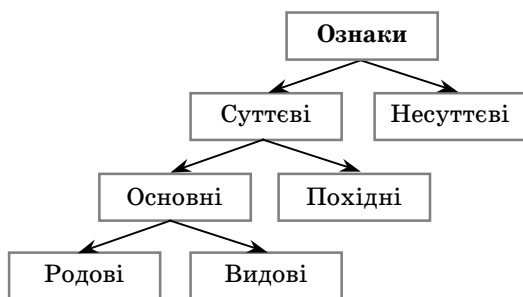 Ознаки
Суттєві
Несуттєві
Основні
Похідні
Родові
Видові